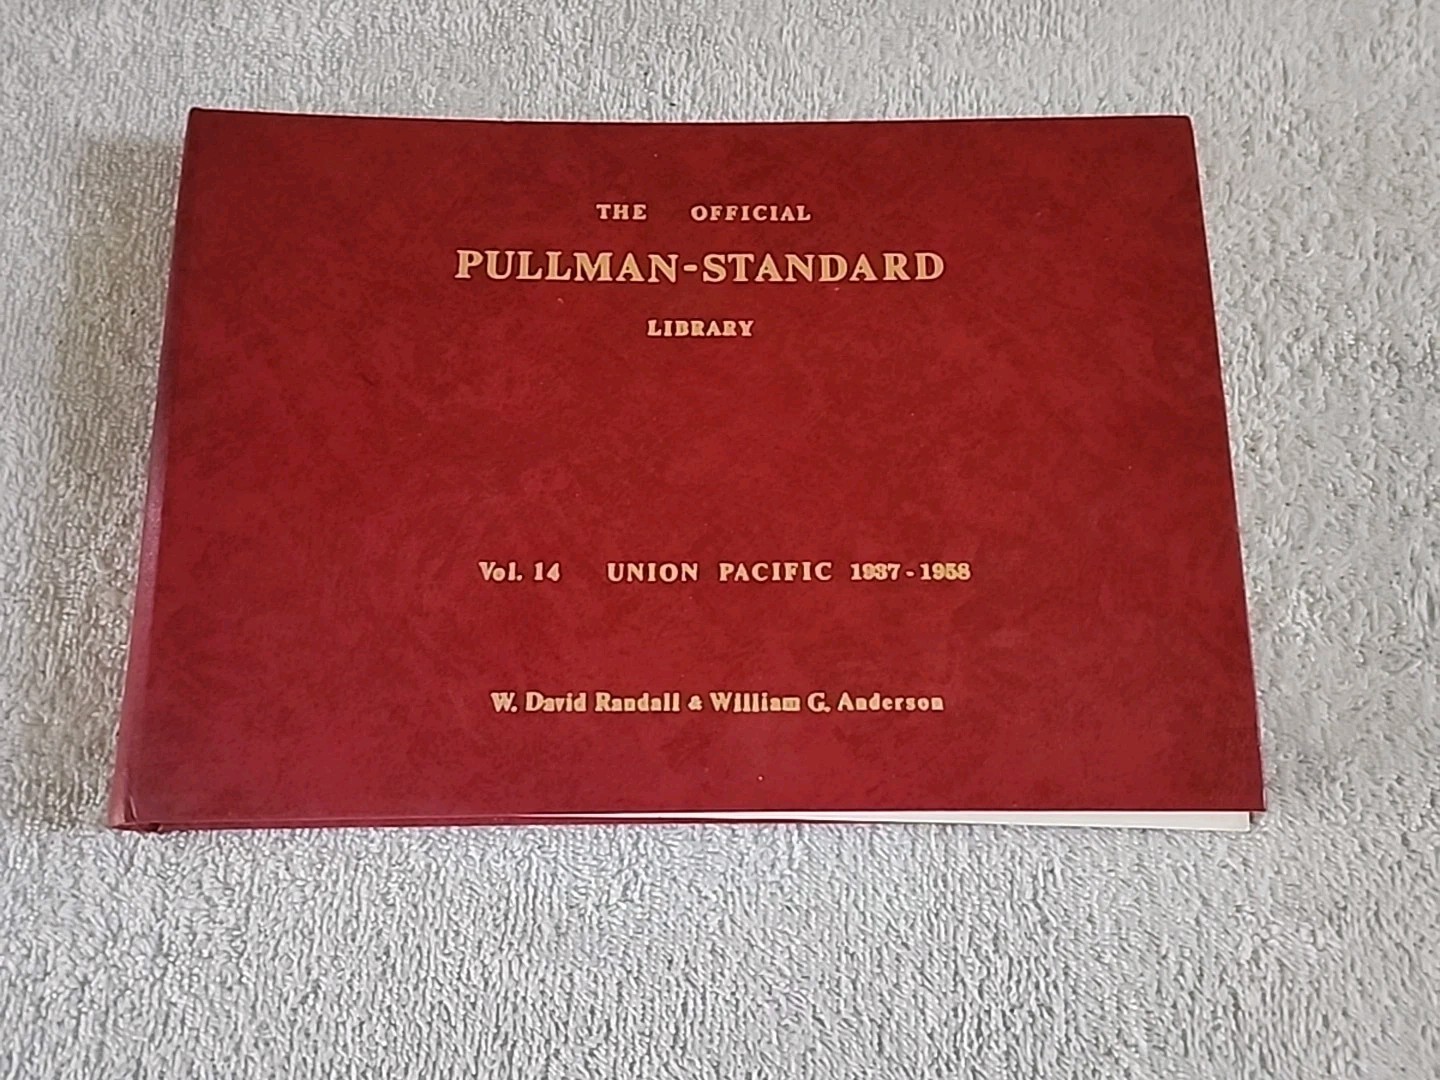 THE OFFICIAL
PULLMAN-STANDARD
LIBRARY
Vol. 14 UNION PACIFIC 1937-1958
W. David Randall & William G. Anderson